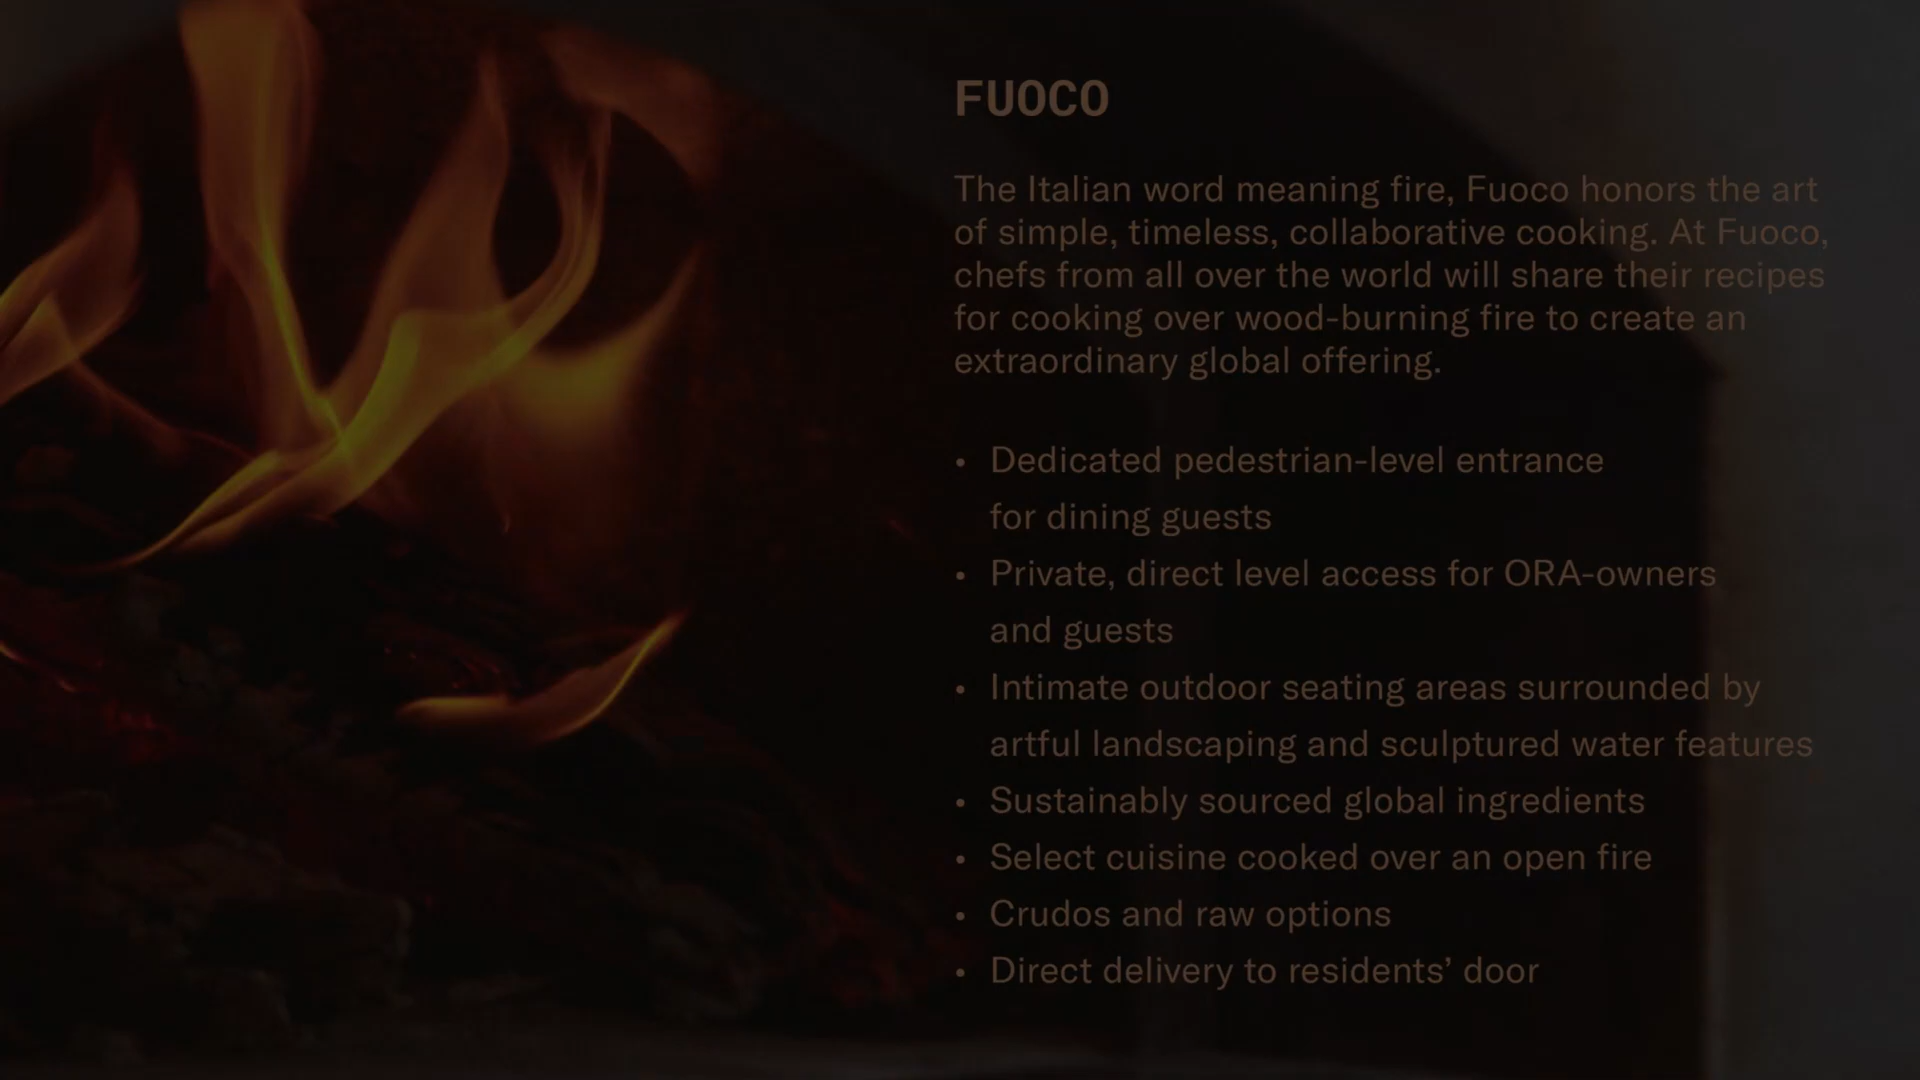 FUOCO
The Italian word meaning fire, Fuoco honors the art
of simple, timeless, collaborative cooking. At Fuoco,
chefs from all over the world will share their recipes
for cooking over wood-burning fire to create an
extraordinary global offering.
• Dedicated pedestrian-level entrance
for dining guests
• Private, direct level access for ORA-owners
and guests
• Intimate outdoor seating areas surrounded by
artful landscaping and sculptured water features
• Sustainably sourced global ingredients
• Select cuisine cooked over an open fire
• Crudos and raw options
• Direct delivery to residents’ door